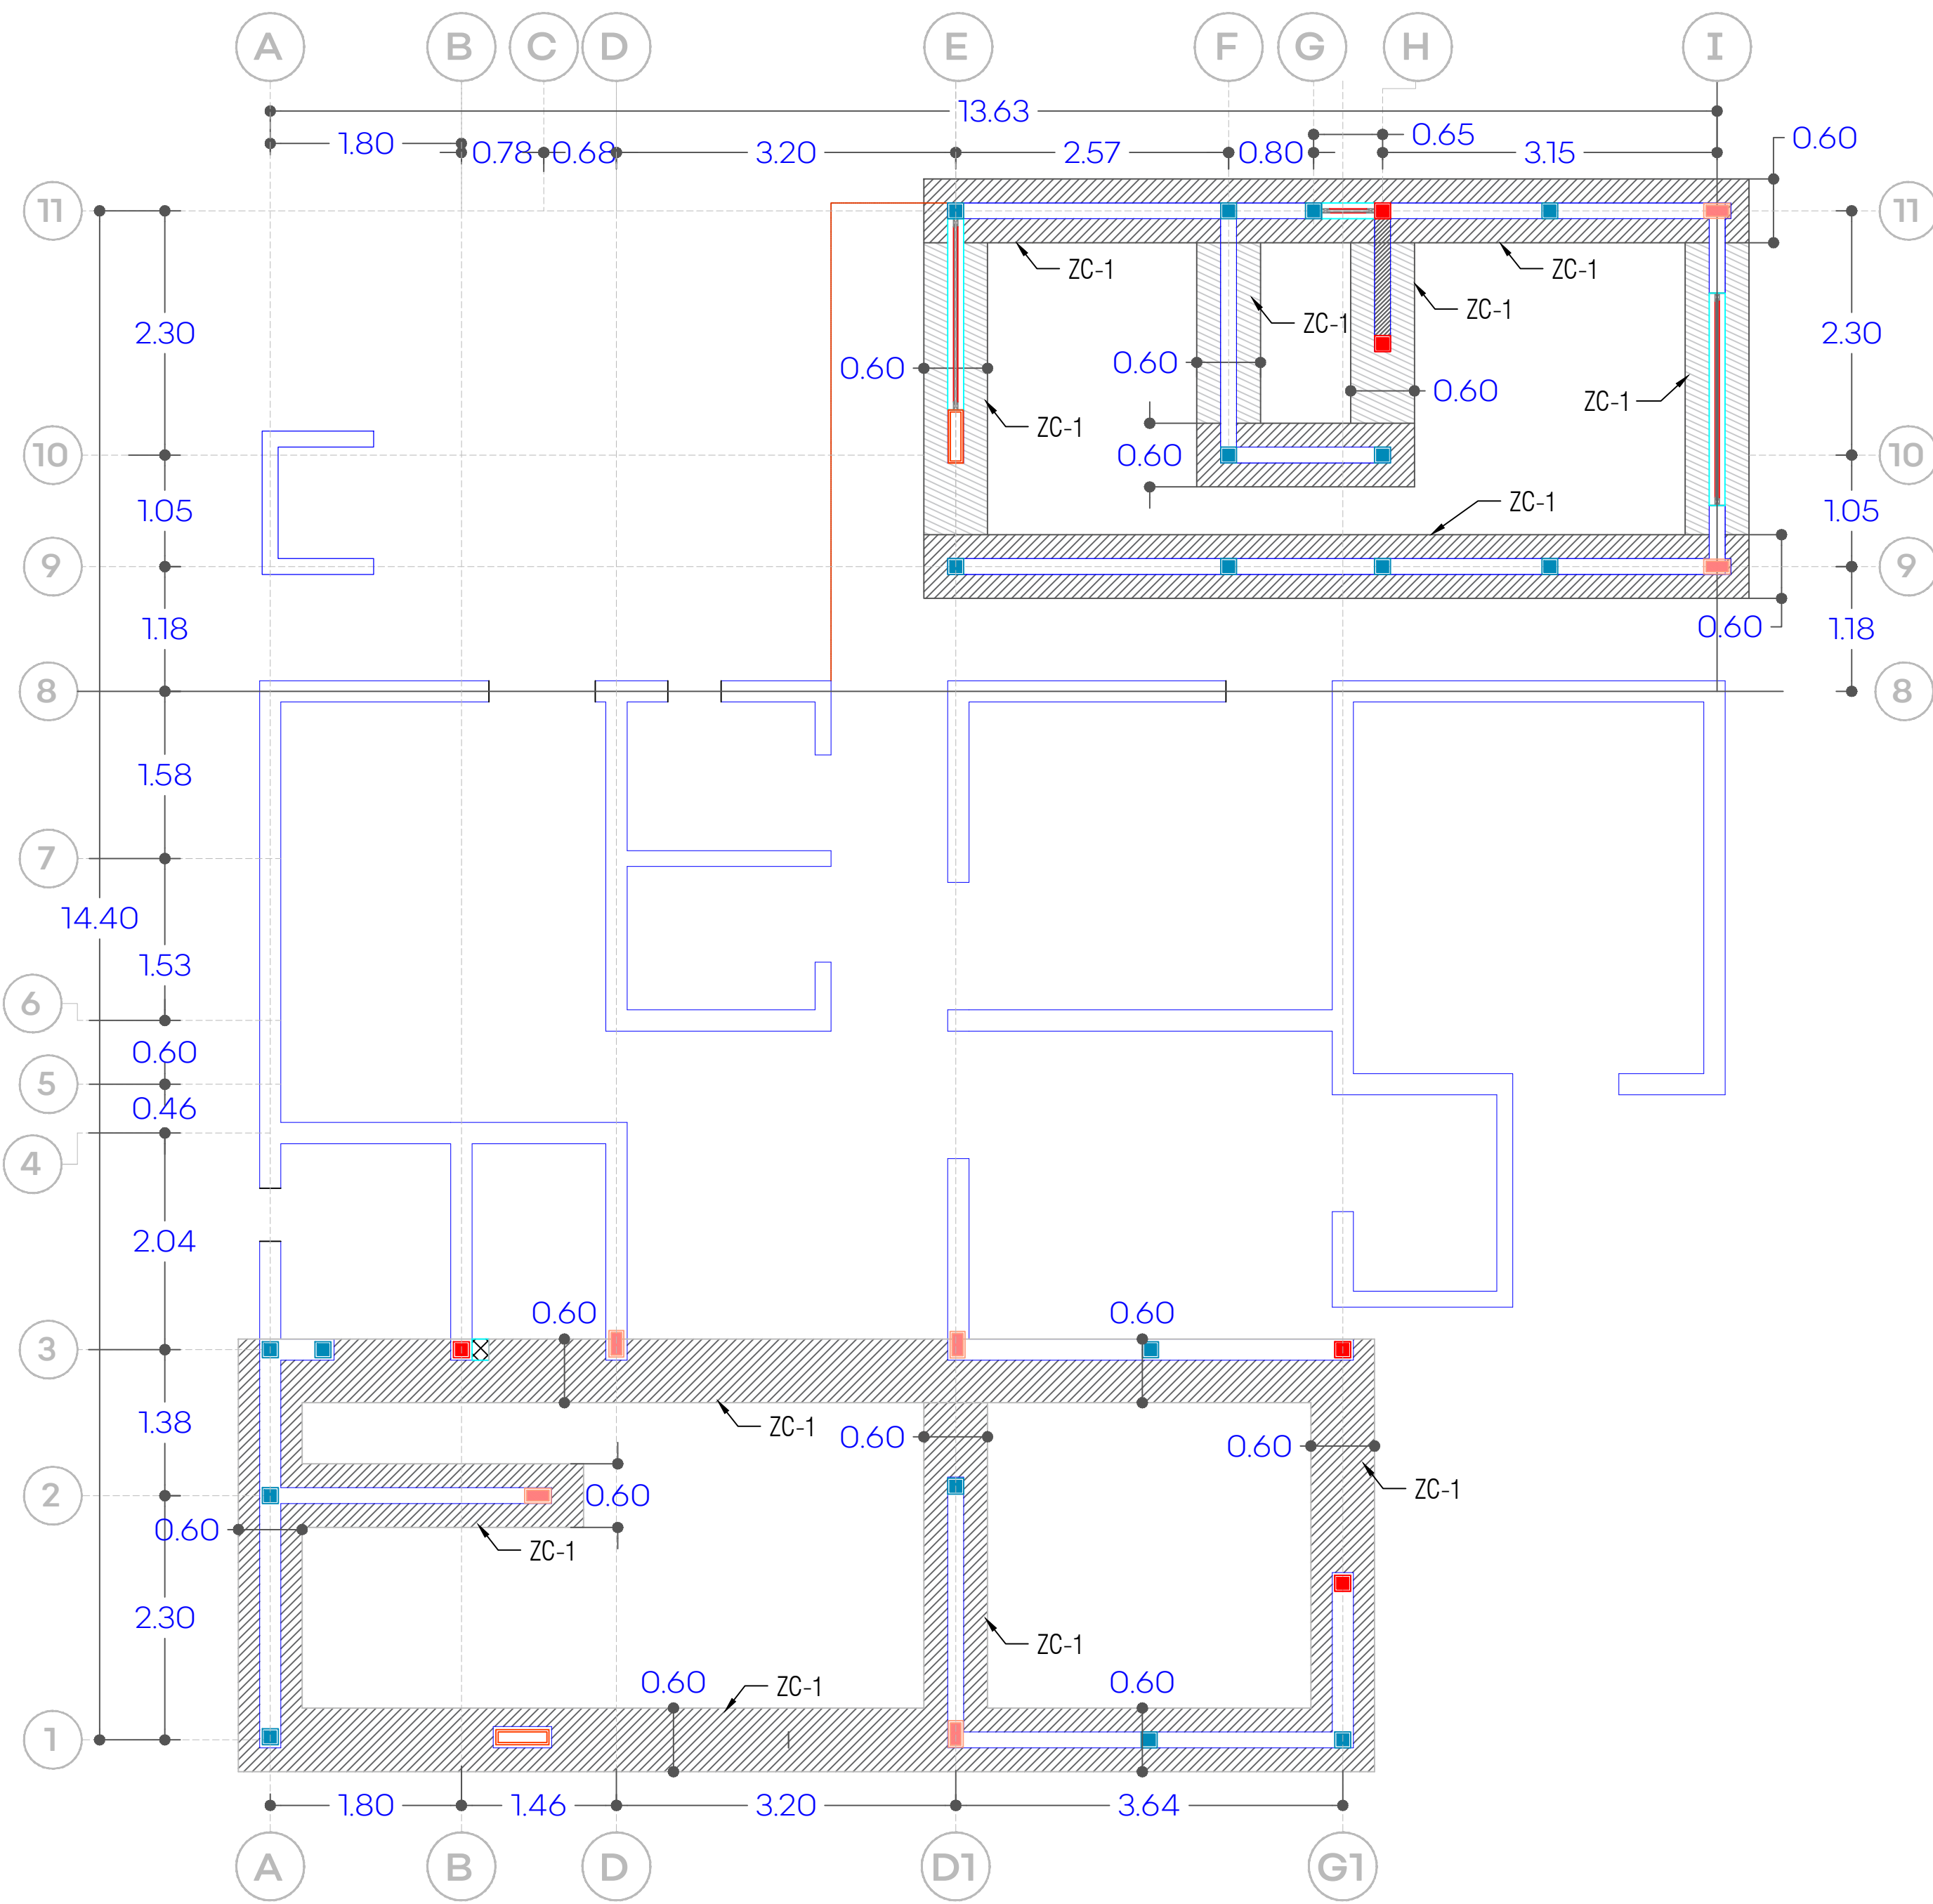 A B C D E F G H I
13.63
1.80 0.78 0.68 3.20 2.57 0.80 0.65 3.15 0.60
11 11
ZC-1 ZC-1
ZC-1 ZC-1
2.30 2.30
0.60 0.60 0.60
ZC-1 ZC-1
10 0.60 10
1.05 ZC-1 1.05
9 9
1.18 0.60 1.18
8 8
1.58
7
14.40
1.53
6
0.60
5
0.46
4
2.04
0.60 0.60
3
1.38 ZC-1 0.60 0.60
2 0.60 ZC-1
0.60 ZC-1
2.30
ZC-1
0.60 ZC-1 0.60
1
1.80 1.46 3.20 3.64
A B D D1 G1